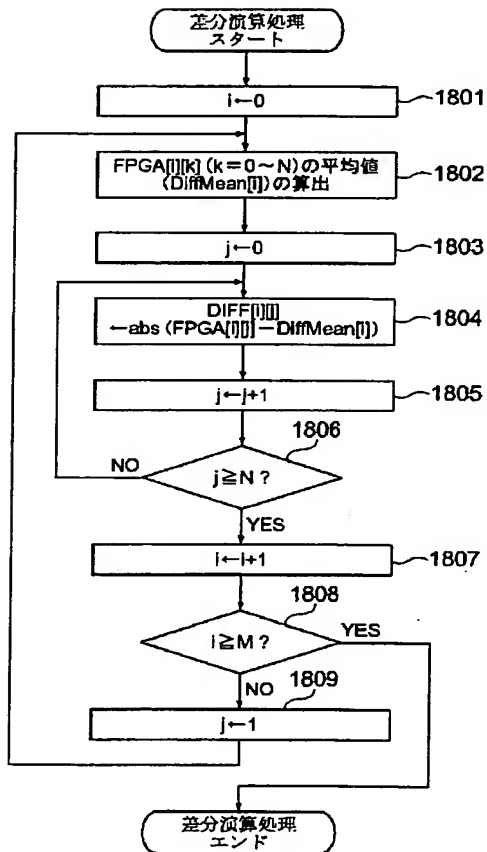 差分演算処理
スタート
i←0
1801
FPGA[i][k] (k=0~N)の平均値
(DiffMean[i])の算出
1802
j←0
1803
DIFF[i][j]
←abs (FPGA[i][j]-DiffMean[i])
1804
j←j+1
1805
1806
NO
j≧N?
YES
i←i+1
1807
1808
i≧M?
YES
NO
1809
j←1
差分演算処理
エンド